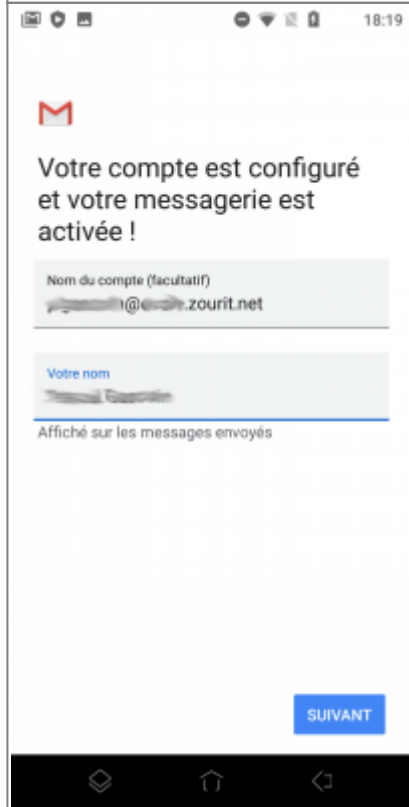 18:19
Votre compte est configuré
et votre messagerie est
activée !
Nom du compte (facultatif)
.zourit.net
Votre nom
Affiché sur les messages envoyés
SUIVANT